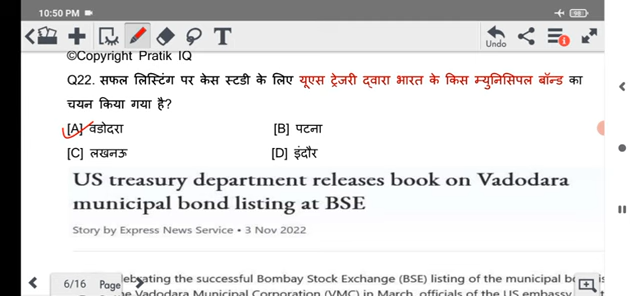 10:50 PM
98
Undo
©Copyright Pratik IQ
Q22. सफल लिस्टिंग पर केस स्टडी के लिए यूएस ट्रेजरी द्वारा भारत के किस म्युनिसिपल बॉन्ड का
चयन किया गया है?
[A] वडोदरा [B] पटना
[C] लखनऊ [D] इंदौर
US treasury department releases book on Vadodara
municipal bond listing at BSE
Story by Express News Service • 3 Nov 2022
6/16 Page
the successful Bombay Stock Exchange (BSE) listing of the municipal
Vadodara Municipal Corporation (VMC) in March, officials of the US embassy